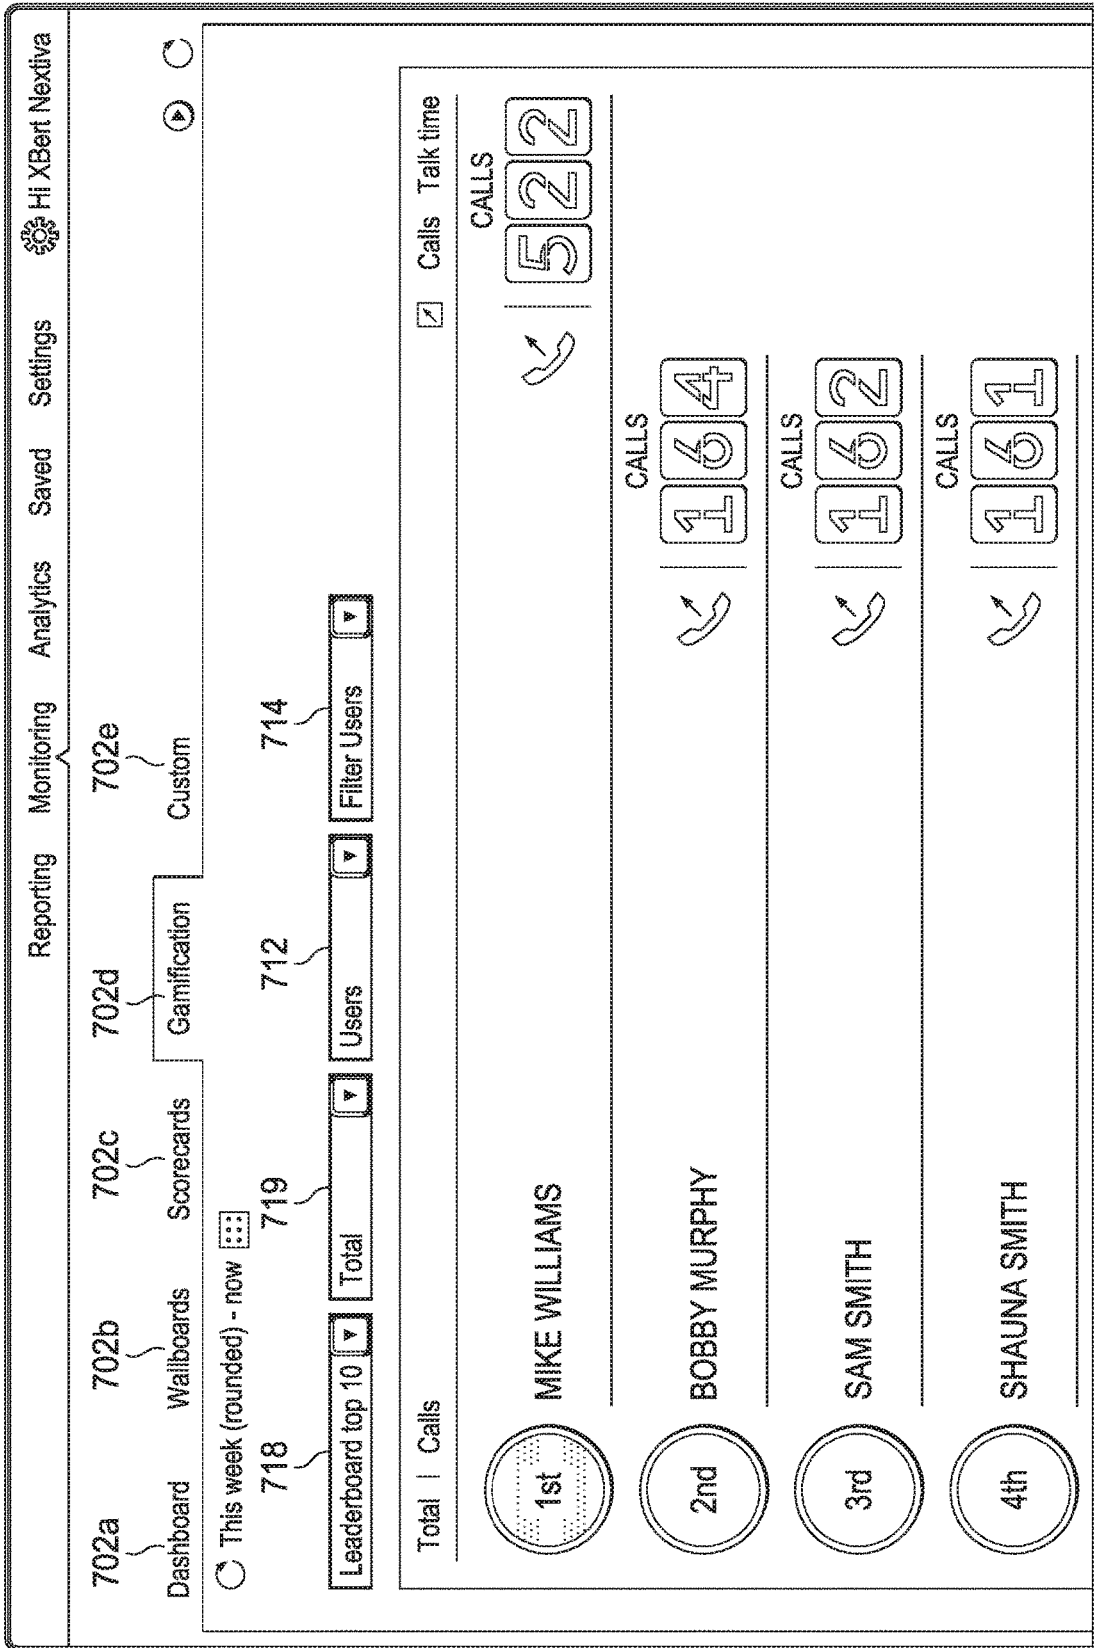 Reporting Monitoring Analytics Saved Settings Hi XBert Nextiva
702a 702b 702c 702d 702e
Dashboard Wallboards Scorecards Gamification Custom
This week (rounded) - now
718 719 712 714
Leaderboard top 10 Total Users Filter Users
Total | Calls Calls Talk time
CALLS
1st MIKE WILLIAMS 522
CALLS
2nd BOBBY MURPHY 164
CALLS
3rd SAM SMITH 162
CALLS
4th SHAUNA SMITH 161